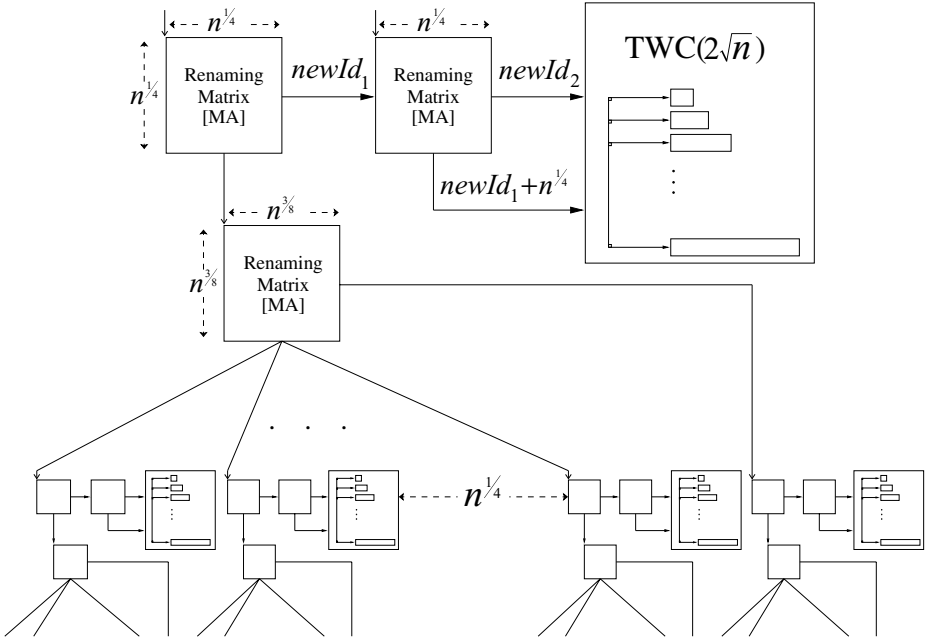 n^{1/4}
n^{1/4}
n^{1/4}
Renaming
Matrix
[MA]
newId_1
Renaming
Matrix
[MA]
newId_2
TWC(2√n)
newId_1+n^{1/4}
n^{3/8}
n^{3/8}
Renaming
Matrix
[MA]
n^{1/4}